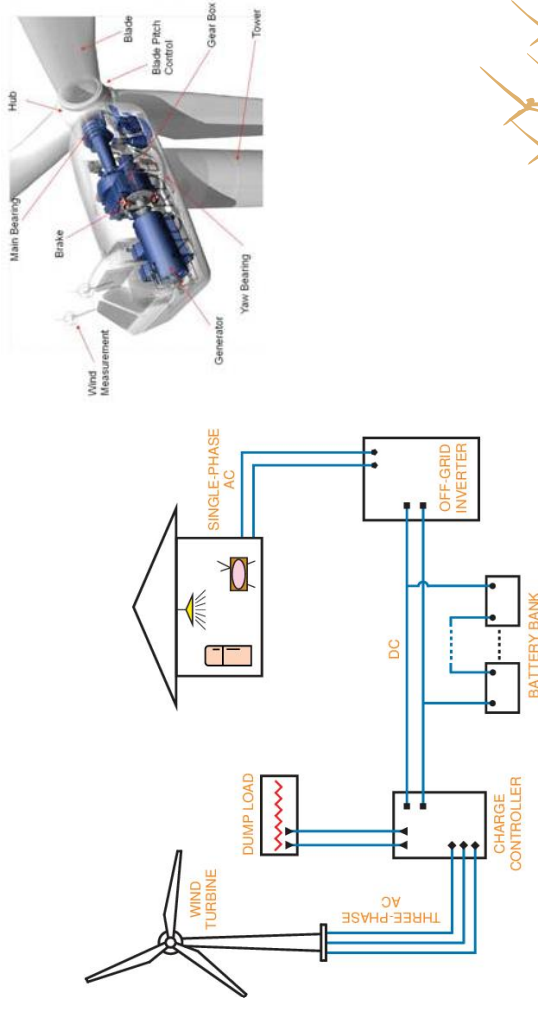 WIND
TURBINE
THREE-PHASE
AC
DUMP LOAD
CHARGE
CONTROLLER
DC
BATTERY BANK
SINGLE-PHASE
AC
OFF-GRID
INVERTER
Wind
Measurement
Generator
Yaw Bearing
Brake
Main Bearing
Hub
Blade
Blade Pitch
Control
Gear Box
Tower